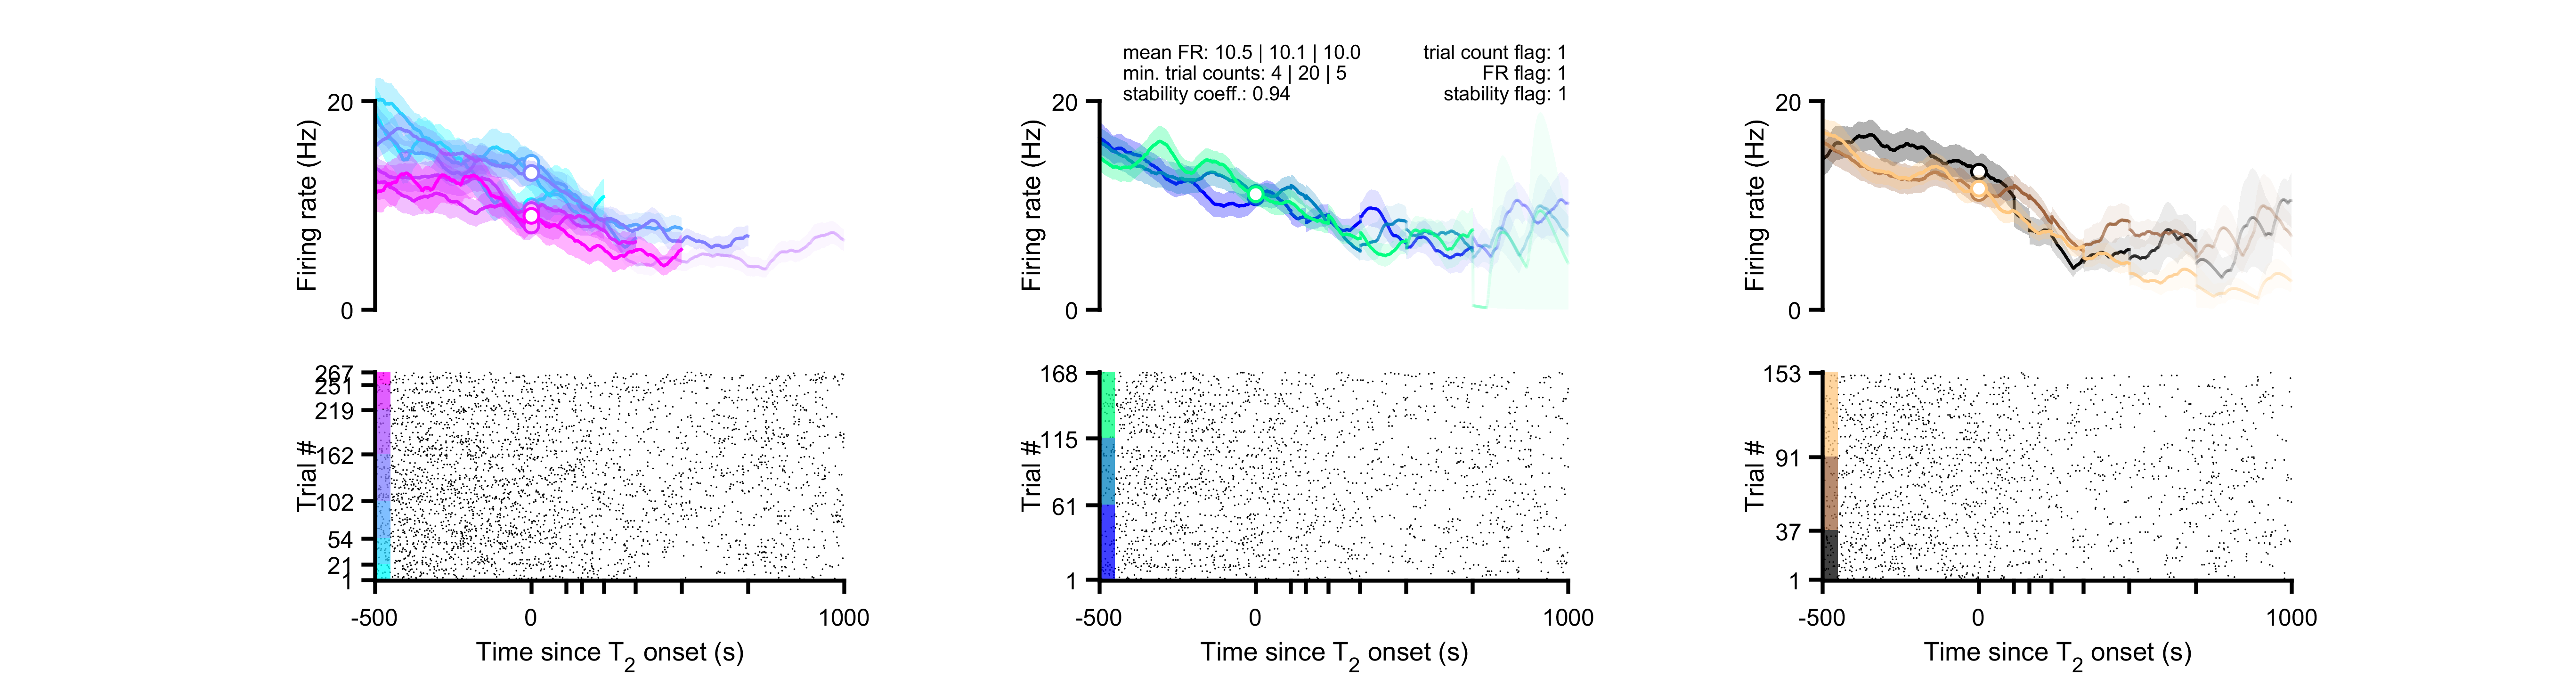 mean FR: 10.5 | 10.1 | 10.0
min. trial counts: 4 | 20 | 5
stability coeff.: 0.94
trial count flag: 1
FR flag: 1
stability flag: 1
Firing rate (Hz)
20
0
Firing rate (Hz)
20
0
Firing rate (Hz)
20
0
Trial #
267
251
219
162
102
54
21
1
-500
0
1000
Time since T2 onset (s)
Trial #
168
115
61
1
-500
0
1000
Time since T2 onset (s)
Trial #
153
91
37
1
-500
0
1000
Time since T2 onset (s)